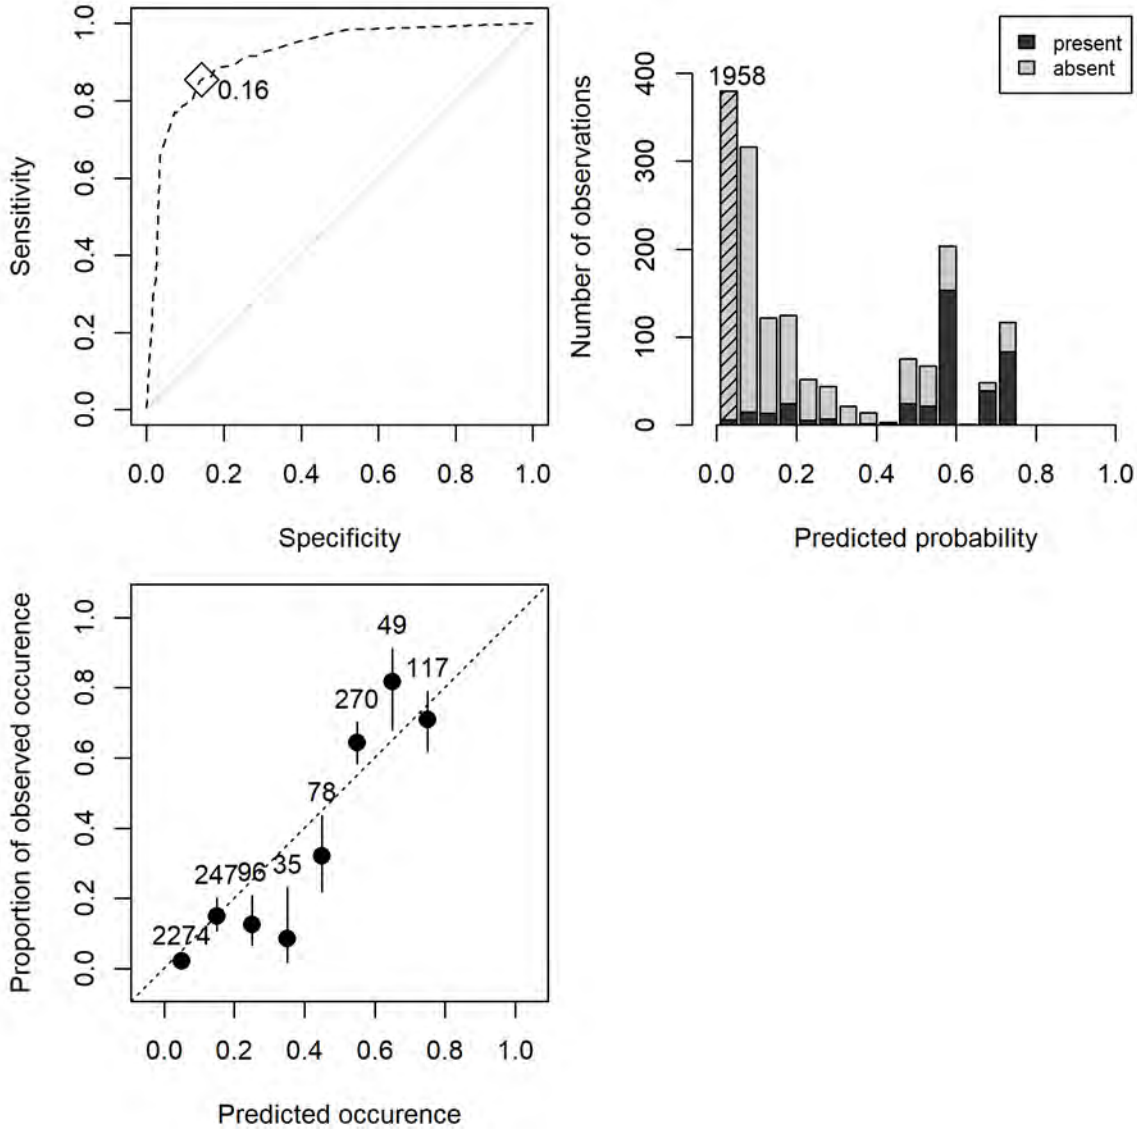 1.0
0.8
0.6
0.4
0.2
0.0
Sensitivity
0.16
0.0 0.2 0.4 0.6 0.8 1.0
Specificity
present
absent
400
300
200
100
0
Number of observations
1958
0.0 0.2 0.4 0.6 0.8 1.0
Predicted probability
1.0
0.8
0.6
0.4
0.2
0.0
Proportion of observed occurence
49
117
270
78
35
96
247
2274
0.0 0.2 0.4 0.6 0.8 1.0
Predicted occurence